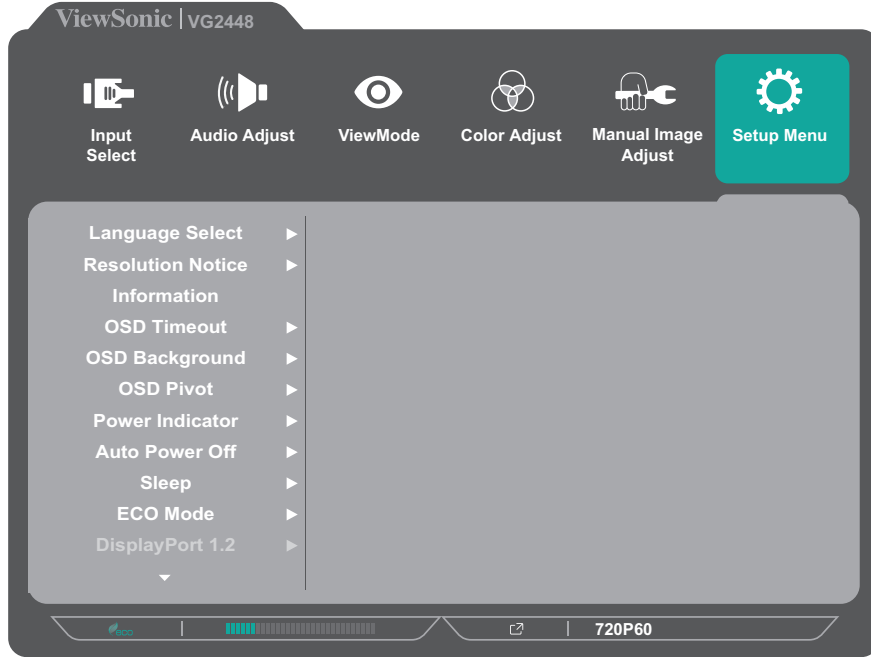 ViewSonic | VG2448
Input
Select
Audio Adjust
ViewMode
Color Adjust
Manual Image
Adjust
Setup Menu
Language Select
Resolution Notice
Information
OSD Timeout
OSD Background
OSD Pivot
Power Indicator
Auto Power Off
Sleep
ECO Mode
DisplayPort 1.2
eco
720P60